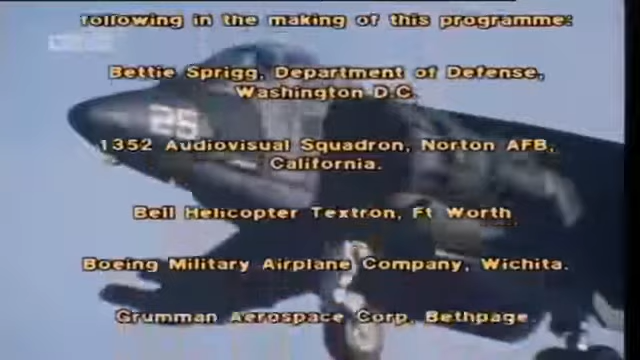 following in the making of this programme:
Bettie Sprigg, Department of Defense,
Washington D.C.
25
1352 Audiovisual Squadron, Norton AFB,
California.
Bell Helicopter Textron, Ft Worth
Boeing Military Airplane Company, Wichita.
Grumman Aerospace Corp, Bethpage.